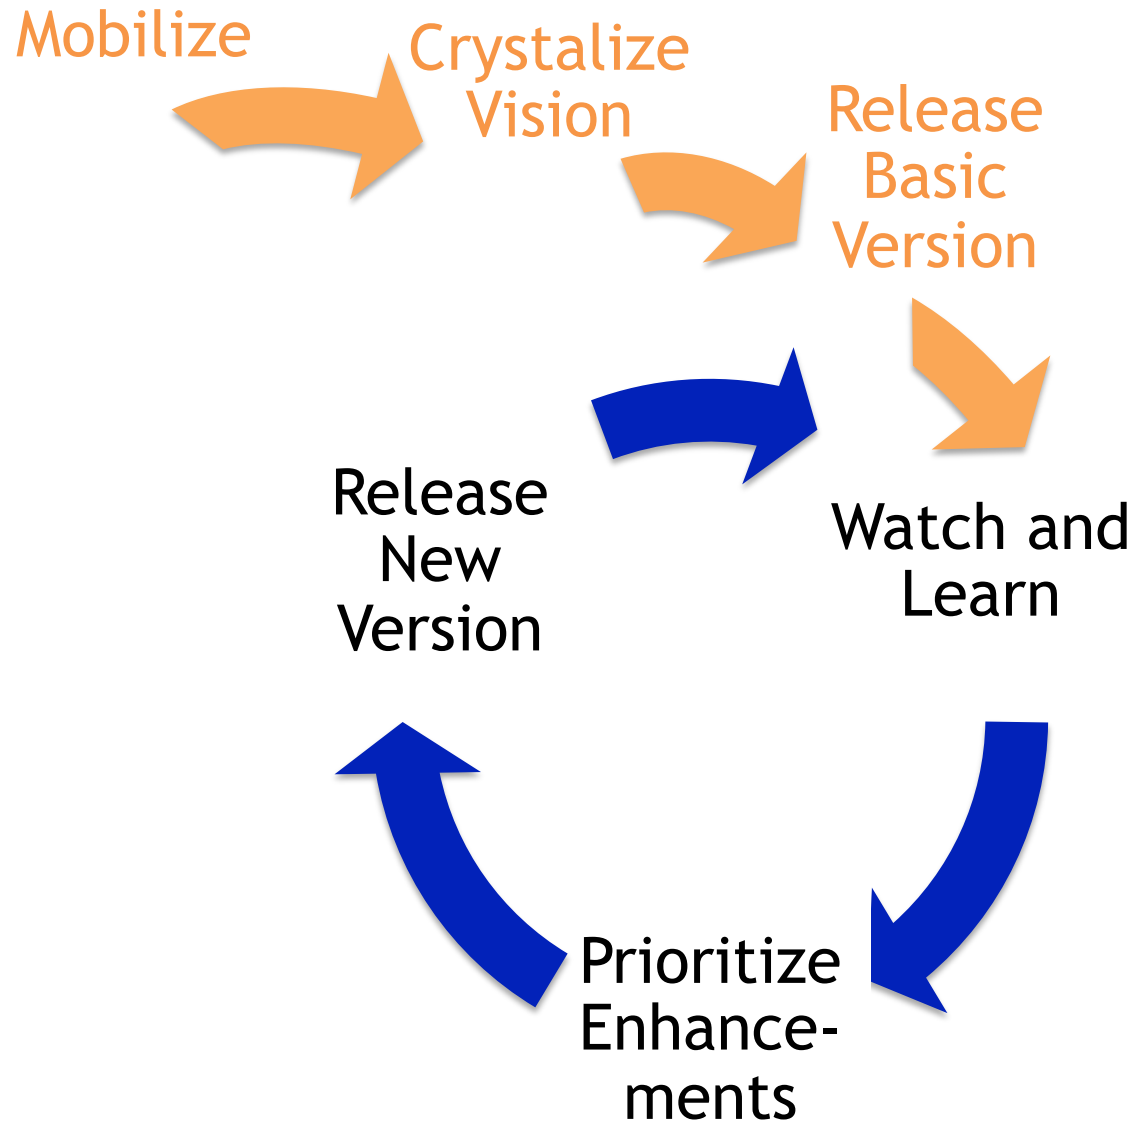 Mobilize
Crystalize
Vision
Release
Basic
Version
Release
New
Version
Watch and
Learn
Prioritize
Enhance-
ments